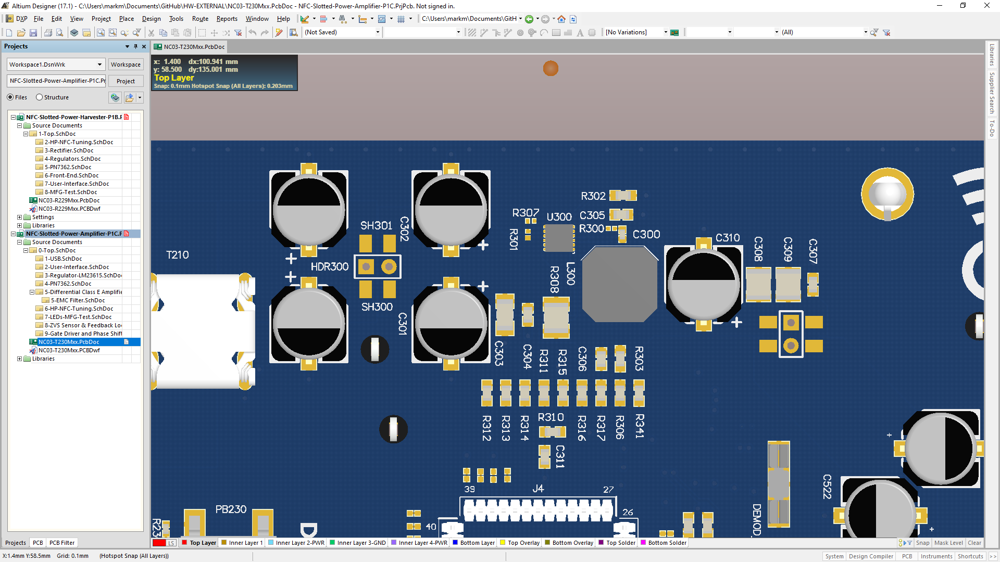 Altium Designer (17.1) - C:\Users\markm\Documents\GitHub\HW-EXTERNAL\NC03-T230Mxx.PcbDoc - NFC-Slotted-Power-Amplifier-P1C.PrjPcb. Not signed in.
DXP File Edit View Project Place Design Tools Route Reports Window Help C:\Users\markm\Documents\GitH
(Not Saved) [No Variations] (All)
Projects
NC03-T230Mxx.PcbDoc
Workspace1.DsnWrk Workspace
NFC-Slotted-Power-Amplifier-P1C.Pr Project
Files Structure
x: 1.400 dx:100.941 mm
y: 58.500 dy:135.001 mm
Top Layer
Snap: 0.1mm Hotspot Snap (All Layers): 0.203mm
NFC-Slotted-Power-Harvester-P1B.F
Source Documents
1-Top.SchDoc
2-HP-NFC-Tuning.SchDoc
3-Rectifier.SchDoc
4-Regulators.SchDoc
5-PN7362.SchDoc
6-Front-End.SchDoc
7-User-Interface.SchDoc
8-MFG-Test.SchDoc
NC03-R229Mxx.PcbDoc
NC03-R229Mxx.PCBDwf
Settings
Libraries
NFC-Slotted-Power-Amplifier-P1C.F
Source Documents
0-Top.SchDoc
1-USB.SchDoc
2-User-Interface.SchDoc
3-Regulator-LM23615.SchDo
4-PN7362.SchDoc
5-Differential Class E Amplifie
5-EMC Filter.SchDoc
6-HP-NFC-Tuning.SchDoc
7-LEDs-MFG-Test.SchDoc
8-ZVS Sensor & Feedback Lo
9-Gate Driver and Phase Shift
NC03-T230Mxx.PcbDoc
NC03-T230Mxx.PCBDwf
Libraries
Libraries
Supplier Search
To-Do
R302
R307 U300 C305
SH301 C302 R301 R300 C300
C310 C308 C309 C307
T210
HDR300 R308 L300
SH300 C301
C303 C304 R311 R315 C306 R303
R312 R313 R314 R310 R316 R317 R306 R341
C311
39 J4 27
C522
PB230 26
DEMOD
R23 40 D
Projects PCB PCB Filter
LS Top Layer Inner Layer 1 Inner Layer 2-PWR Inner Layer 3-GND Inner Layer 4-PWR Bottom Layer Top Overlay Bottom Overlay Top Solder Bottom Solder Snap Mask Level Clear
X:1.4mm Y:58.5mm Grid: 0.1mm (Hotspot Snap (All Layers)) System Design Compiler PCB Instruments Shortcuts >>